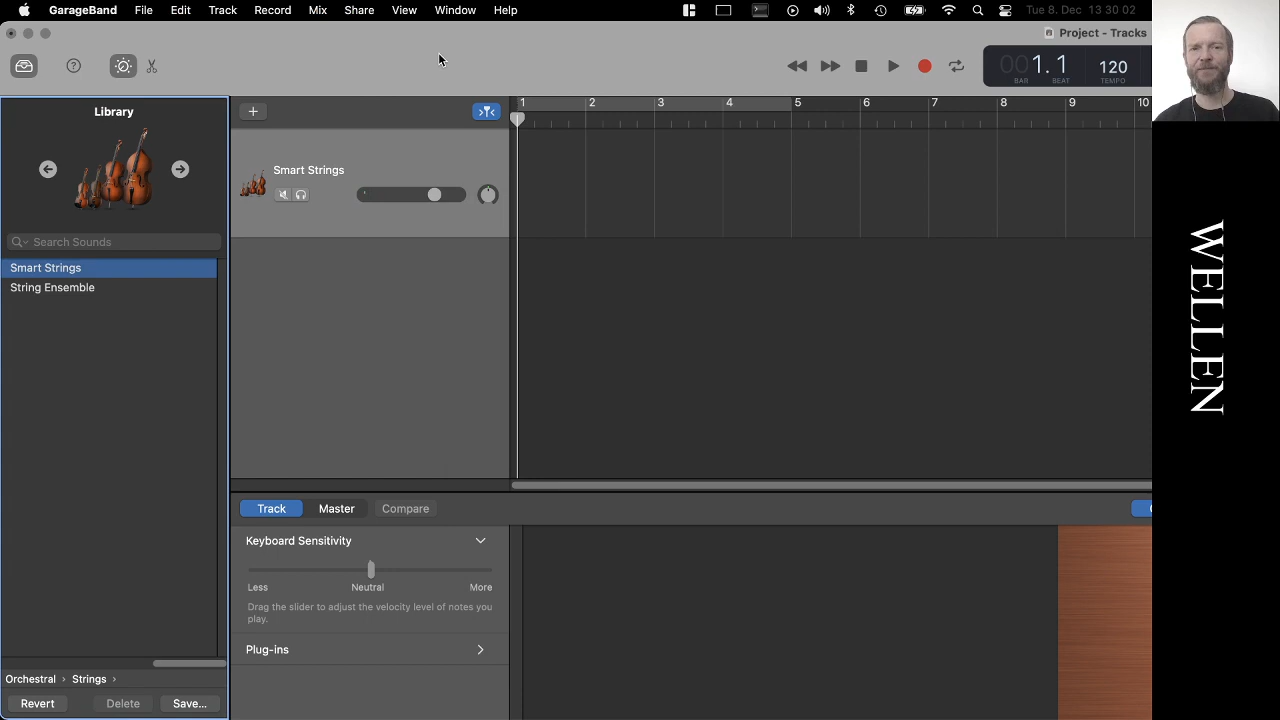 GarageBand File Edit Track Record Mix Share View Window Help Tue 8. Dec 13 30 02
Project - Tracks
001. 1 120
BAR BEAT TEMPO
Library
1 2 3 4 5 6 7 8 9 10
Smart Strings
Search Sounds
Smart Strings
String Ensemble
Track Master Compare
Keyboard Sensitivity
Less Neutral More
Drag the slider to adjust the velocity level of notes you
play.
Plug-ins
Orchestral › Strings ›
Revert Delete Save...
WELLEN